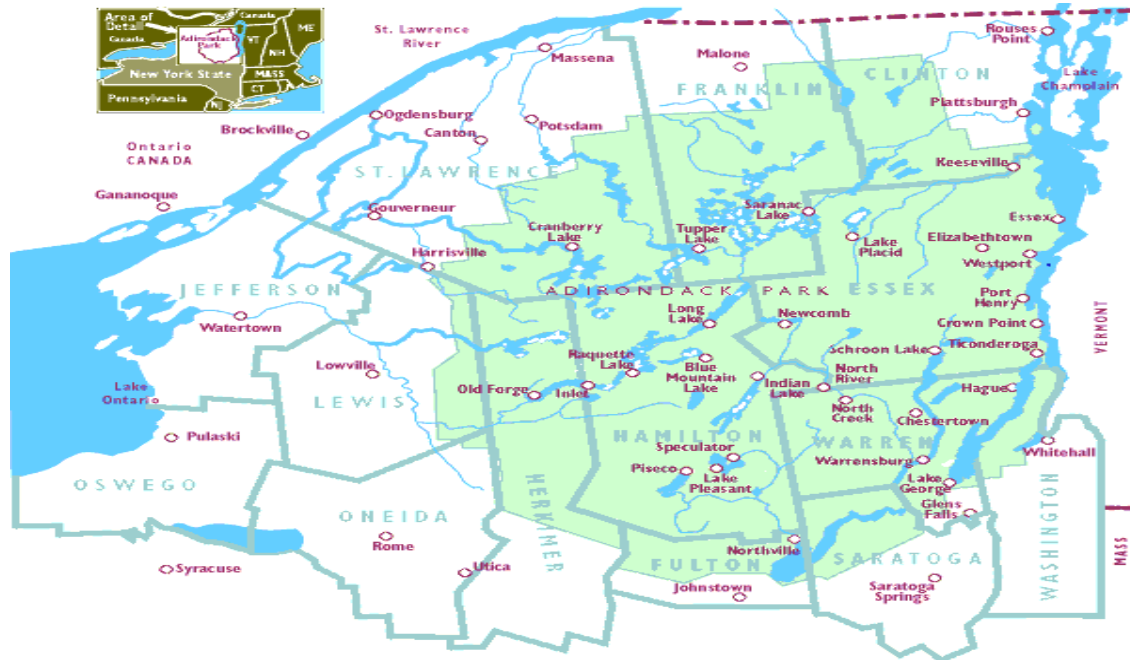 Area of
Detail
Canada
Canada
ME
Adirondack
Park
VT
NH
New York State
MASS
CT
Pennsylvania
NJ
St. Lawrence
River
Massena
Malone
Rouses
Point
CLINTON
FRANKLIN
Lake
Champlain
Plattsburgh
Ogdensburg
Brockville
Canton
Potsdam
Ontario
CANADA
Keeseville
ST. LAWRENCE
Gananoque
Gouverneur
Saranac
Lake
Essex
Cranberry
Lake
Tupper
Lake
Lake
Placid
Elizabethtown
Westport
Harrisville
JEFFERSON
ADIRONDACK PARK
ESSEX
Port
Henry
Watertown
Long
Lake
Newcomb
Crown Point
VERMONT
Schroon Lake
Ticonderoga
Lowville
Raquette
Lake
Blue
Mountain
Lake
Indian
Lake
North
River
Hague
Lake
Ontario
LEWIS
Old Forge
Inlet
North
Creek
Chestertown
Pulaski
HAMILTON
WARREN
Whitehall
Speculator
Piseco
Lake
Pleasant
Warrensburg
Lake
George
OSWEGO
Glens
Falls
ONEIDA
HERKIMER
WASHINGTON
MASS
Rome
Northville
FULTON
SARATOGA
Syracuse
Utica
Johnstown
Saratoga
Springs